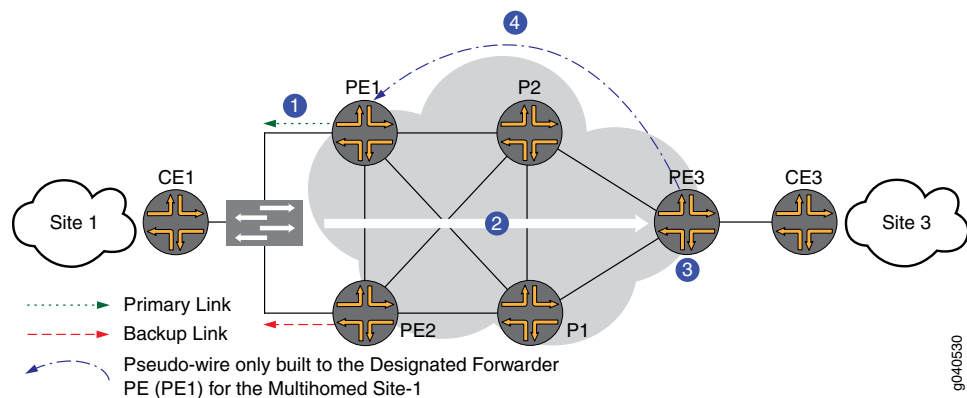 4
1
PE1
P2
CE1
PE3
CE3
Site 1
2
Site 3
3
Primary Link
PE2
P1
Backup Link
Pseudo-wire only built to the Designated Forwarder
PE (PE1) for the Multihomed Site-1
g040530